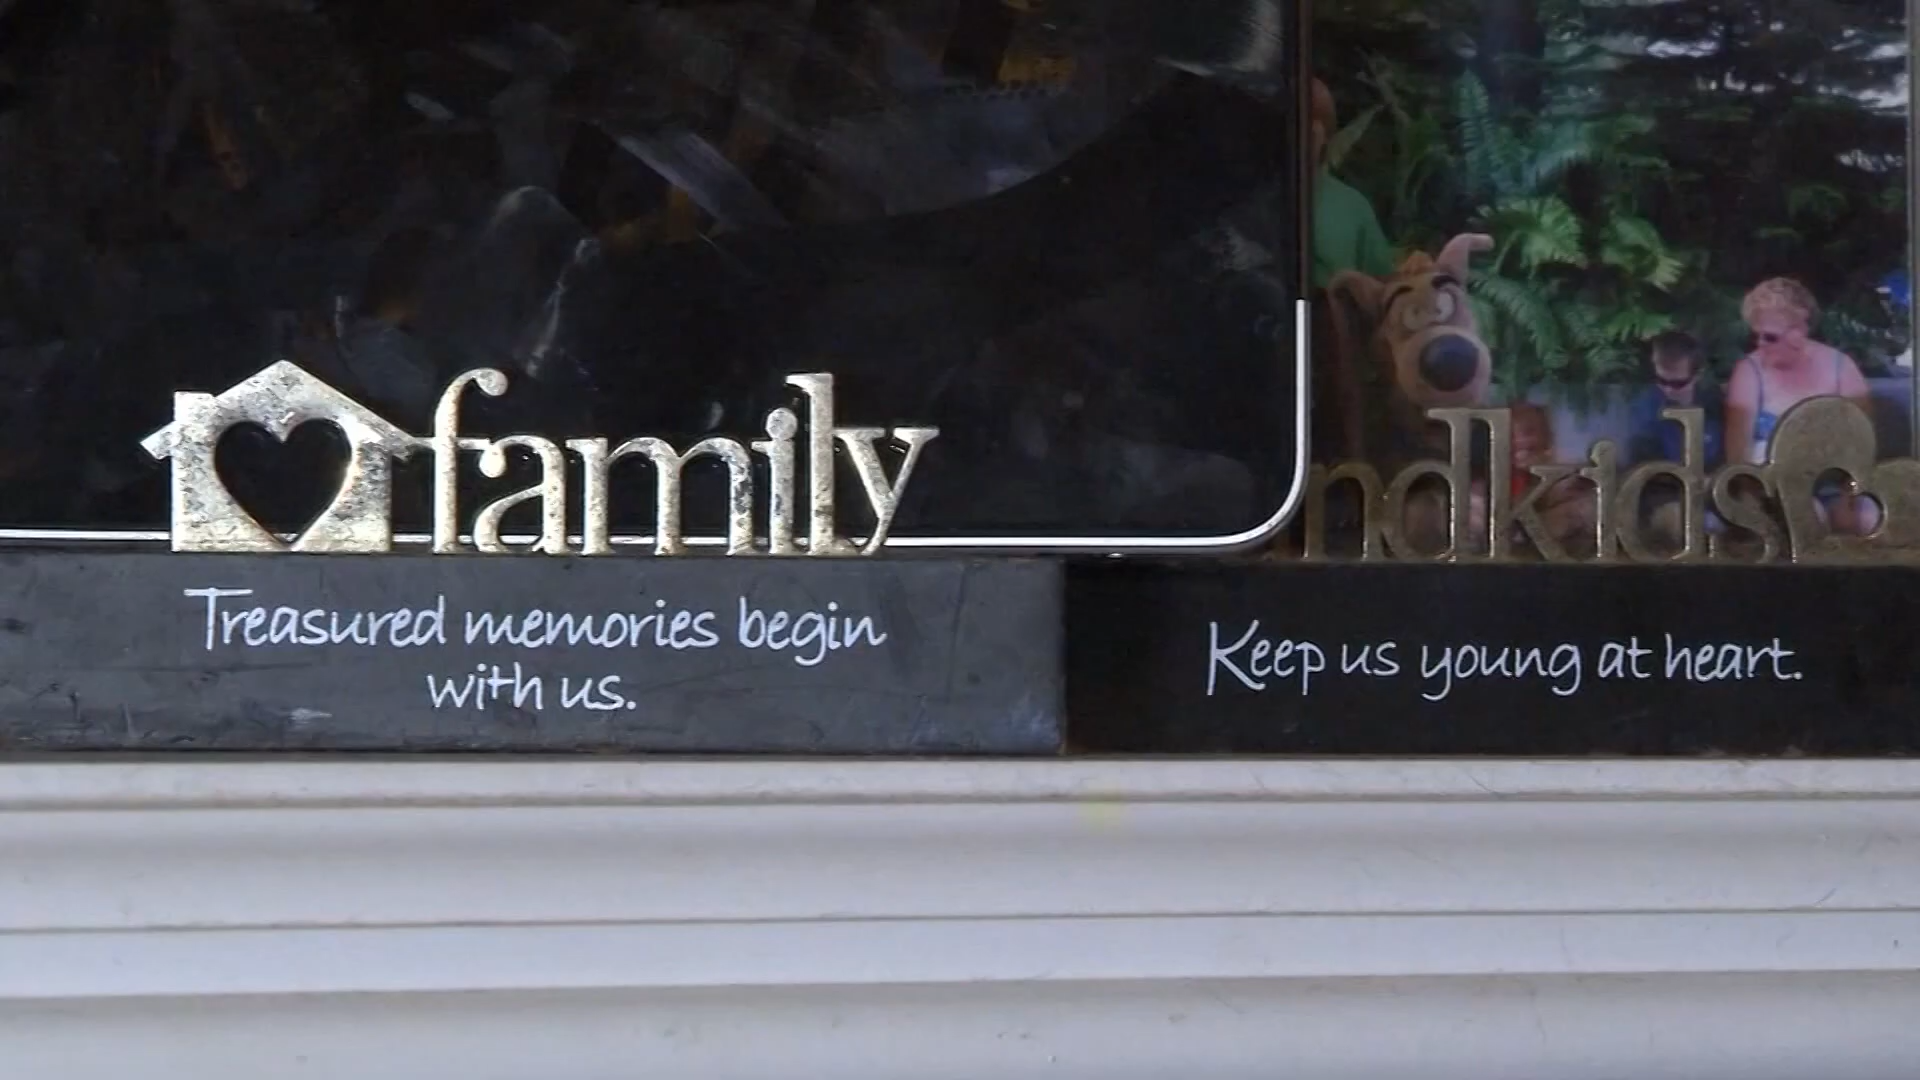 family
Treasured memories begin
with us.
ndkids
Keep us young at heart.